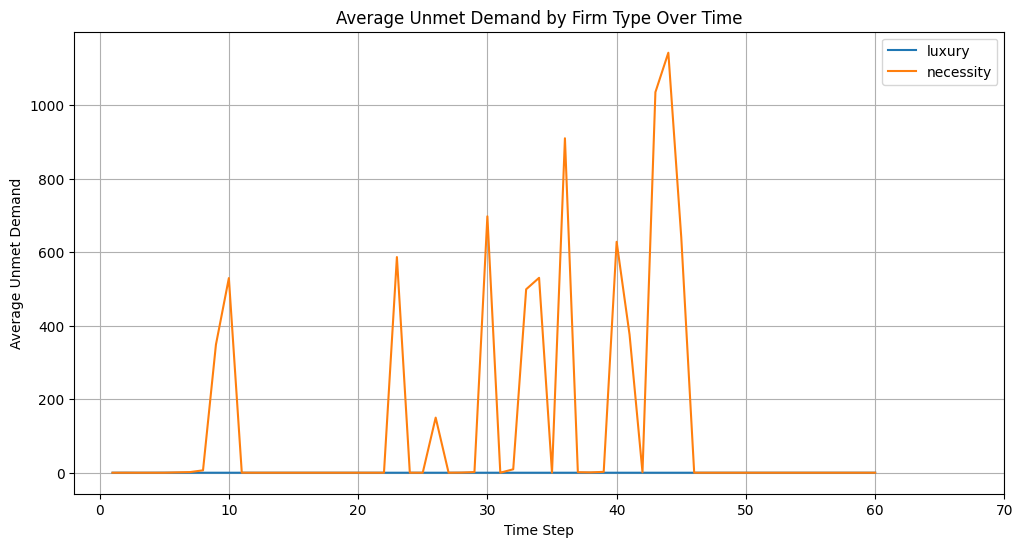 Average Unmet Demand by Firm Type Over Time
luxury
necessity
Average Unmet Demand
1000
800
600
400
200
0
0 10 20 30 40 50 60 70
Time Step